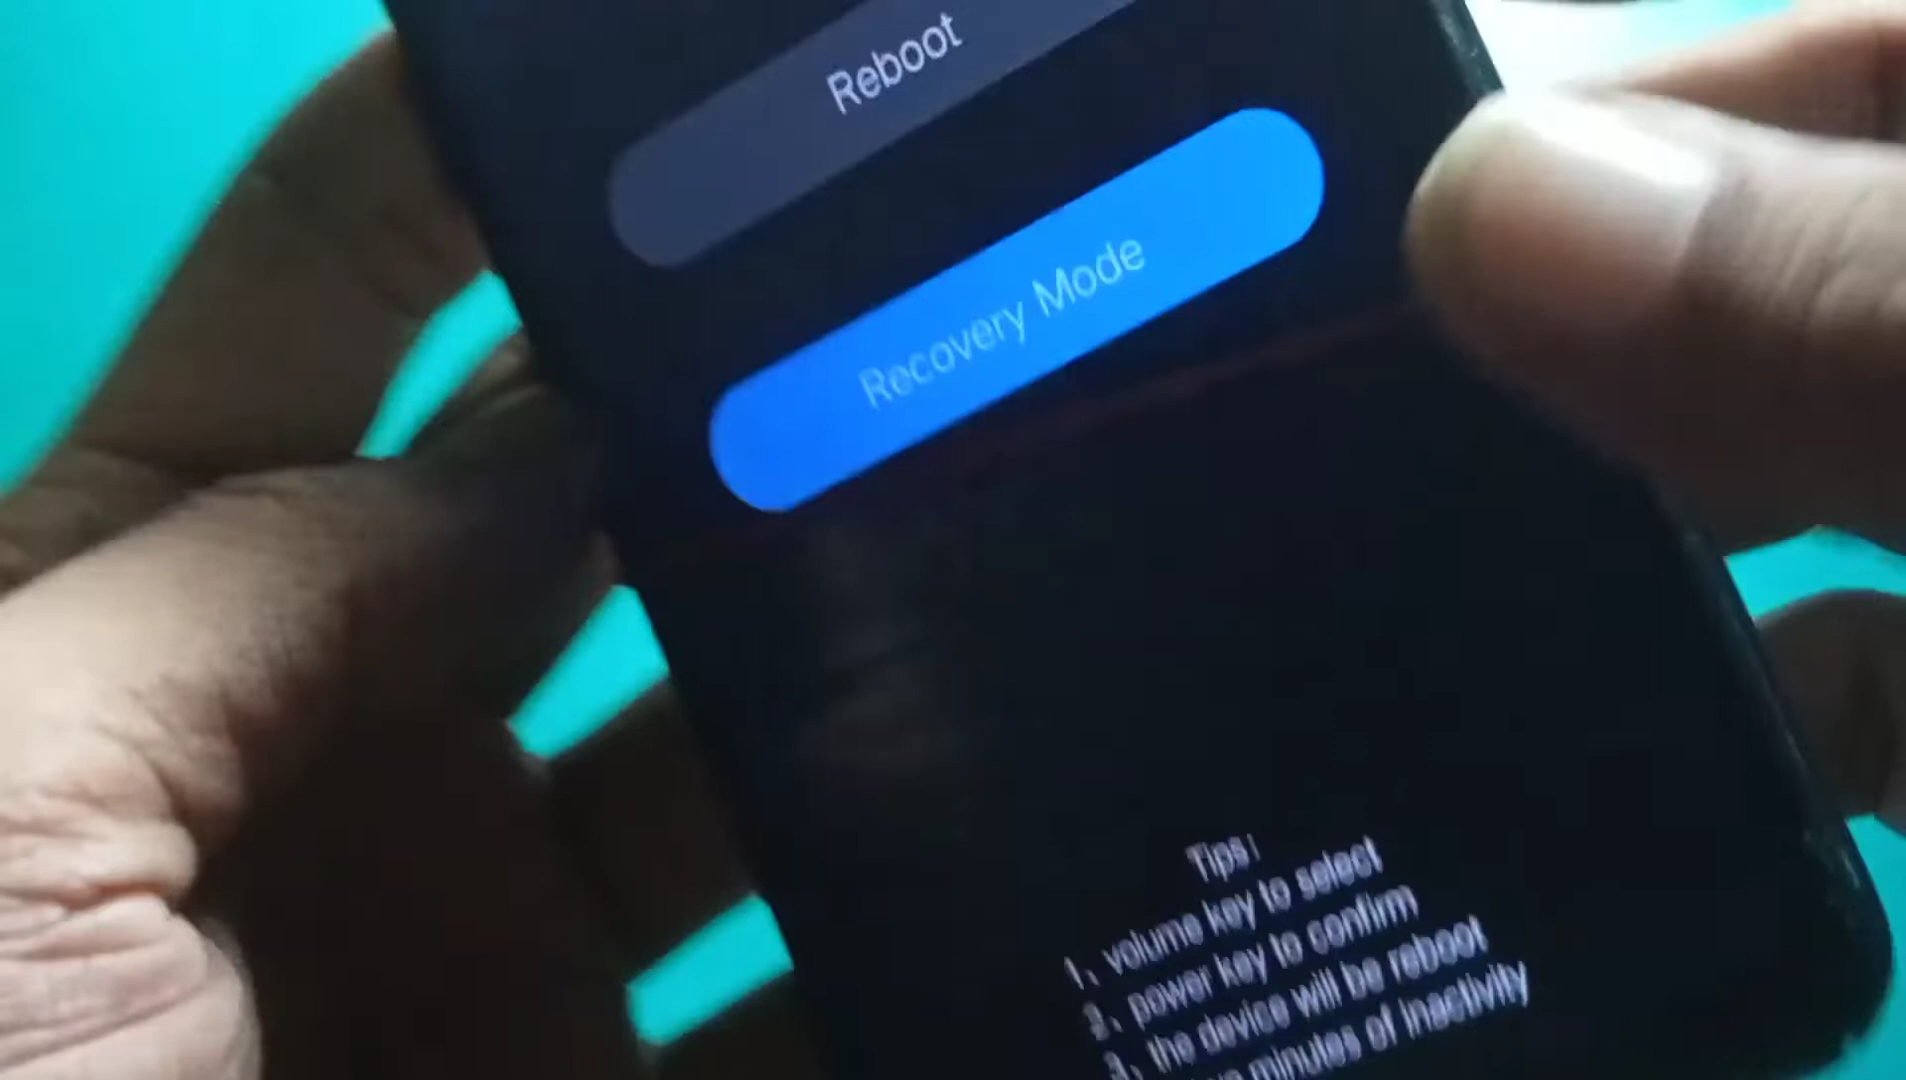 Reboot
Recovery Mode
Tips:
1、volume key to select
2、power key to confirm
3、the device will be reboot
minutes of inactivity